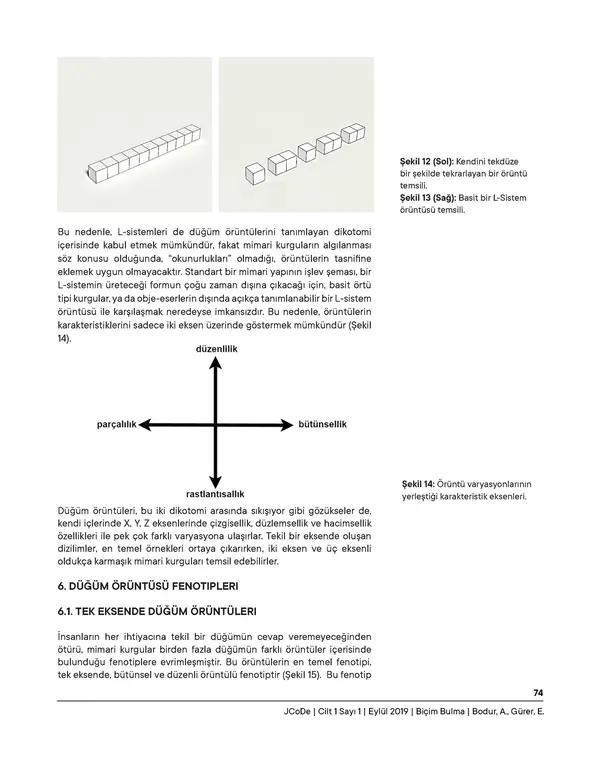 Şekil 12 (Sol): Kendini tekdüze
bir şekilde tekrarlayan bir örüntü
temsili.
Şekil 13 (Sağ): Basit bir L-Sistem
örüntüsü temsili.
Bu nedenle, L-sistemleri de düğüm örüntülerini tanımlayan dikotomi
içerisinde kabul etmek mümkündür, fakat mimari kurguların algılanması
söz konusu olduğunda, “okunurlukları” olmadığı, örüntülerin tasnifine
eklemek uygun olmayacaktır. Standart bir mimari yapının işlev şeması, bir
L-sistemin üreteceği formun çoğu zaman dışına çıkacağı için, basit örtü
tipi kurgular, ya da obje-eserlerin dışında açıkça tanımlanabilir bir L-sistem
örüntüsü ile karşılaşmak neredeyse imkansızdır. Bu nedenle, örüntülerin
karakteristiklerini sadece iki eksen üzerinde göstermek mümkündür (Şekil
14).
düzenlilik
parçalılık
bütünsellik
rastlantısallık
Şekil 14: Örüntü varyasyonlarının
yerleştiği karakteristik eksenleri.
Düğüm örüntüleri, bu iki dikotomi arasında sıkışıyor gibi gözükseler de,
kendi içlerinde X, Y, Z eksenlerinde çizgisellik, düzlemsellik ve hacimsellik
özellikleri ile pek çok farklı varyasyona ulaşırlar. Tekil bir eksende oluşan
dizilimler, en temel örnekleri ortaya çıkarırken, iki eksen ve üç eksenli
oldukça karmaşık mimari kurguları temsil edebilirler.
6. DÜĞÜM ÖRÜNTÜSÜ FENOTIPLERI
6.1. TEK EKSENDE DÜĞÜM ÖRÜNTÜLERI
İnsanların her ihtiyacına tekil bir düğümün cevap veremeyeceğinden
ötürü, mimari kurgular birden fazla düğümün farklı örüntüler içerisinde
bulunduğu fenotiplere evrimleşmiştir. Bu örüntülerin en temel fenotipi,
tek eksende, bütünsel ve düzenli örüntülü fenotiptir (Şekil 15). Bu fenotip
74
JCoDe | Cilt 1 Sayı 1 | Eylül 2019 | Biçim Bulma | Bodur, A., Gürer, E.